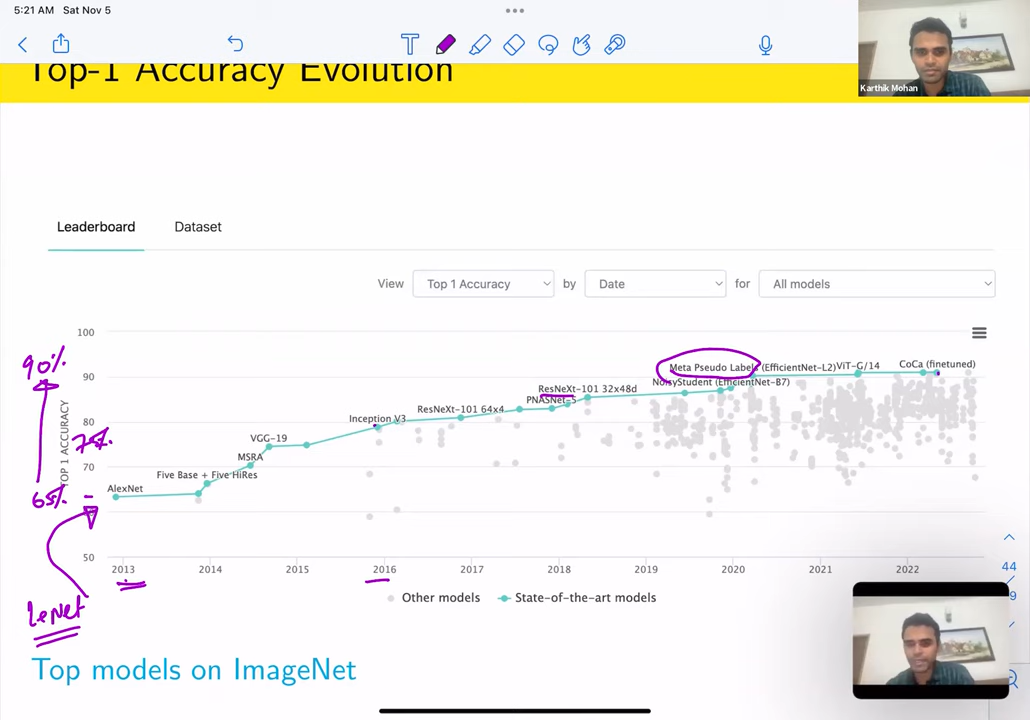 5:21 AM Sat Nov 5
Karthik Mohan
Top-1 Accuracy Evolution
Leaderboard Dataset
View Top 1 Accuracy by Date for All models
100
90
80
70
50
TOP 1 ACCURACY
90%
75%
65%
LeNet
AlexNet
Five Base + Five HiRes
MSRA
VGG-19
Inception V3
ResNeXt-101 64x4
PNASNet-5
ResNeXt-101 32x48d
NoisyStudent (EfficientNet-B7)
Meta Pseudo Labels (EfficientNet-L2)
ViT-G/14
CoCa (finetuned)
2013 2014 2015 2016 2017 2018 2019 2020 2021 2022
Other models State-of-the-art models
44
9
Top models on ImageNet